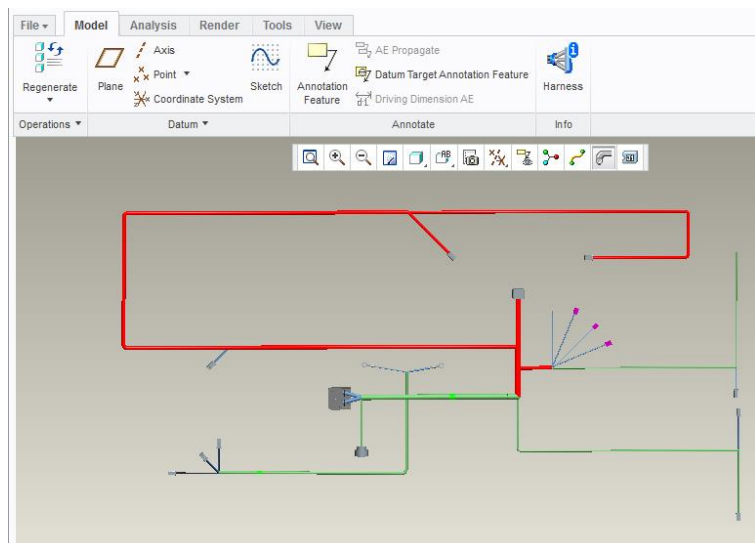 File Model Analysis Render Tools View
Regenerate
Plane
Axis
Point
Coordinate System
Sketch
Annotation
Feature
AE Propagate
Datum Target Annotation Feature
Driving Dimension AE
Harness
Operations Datum Annotate Info